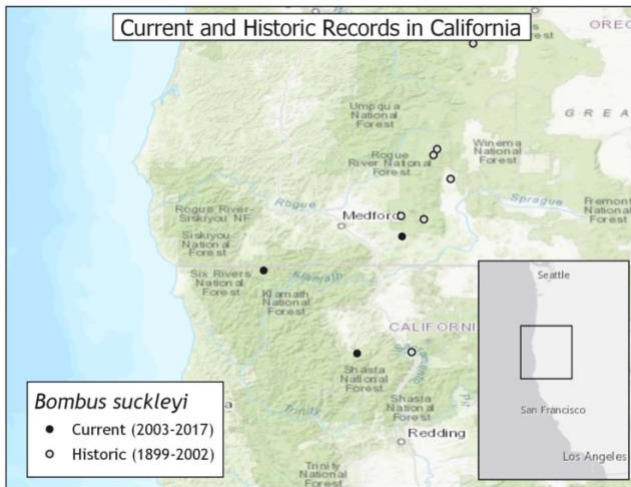 Current and Historic Records in California
OREG
Umpqua
National
Forest
GREA
Winema
National
Forest
Rogue
River National
Forest
Sprague
Fremont
National
Forest
Rogue River-
Siskiyou NF
Rogue
Medford
Siskiyou
National
Forest
Six Rivers
National
Forest
Klamath
Klamath
National
Forest
Seattle
CALIFORNI
Shasta
National
Forest
Bombus suckleyi
Current (2003-2017)
Historic (1899-2002)
Trinity
Shasta
National
Forest
Pit
San Francisco
Redding
Los Angeles
Trinity
National
Forest